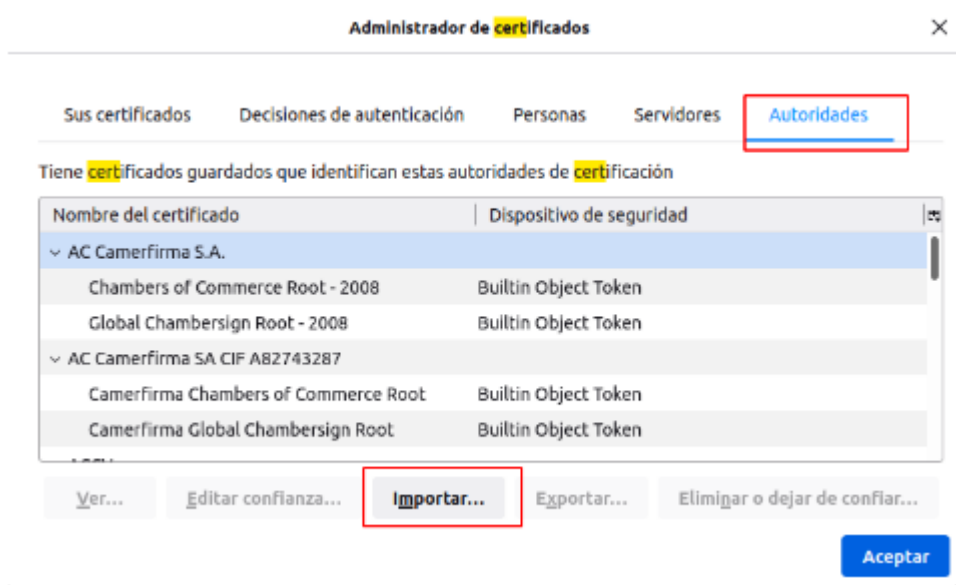 Administrador de certificados
Sus certificados Decisiones de autenticación Personas Servidores Autoridades
Tiene certificados guardados que identifican estas autoridades de certificación
Nombre del certificado Dispositivo de seguridad
AC Camerfirma S.A.
Chambers of Commerce Root - 2008 Builtin Object Token
Global Chambersign Root - 2008 Builtin Object Token
AC Camerfirma SA CIF A82743287
Camerfirma Chambers of Commerce Root Builtin Object Token
Camerfirma Global Chambersign Root Builtin Object Token
Ver... Editar confianza... Importar... Exportar... Eliminar o dejar de confiar...
Aceptar